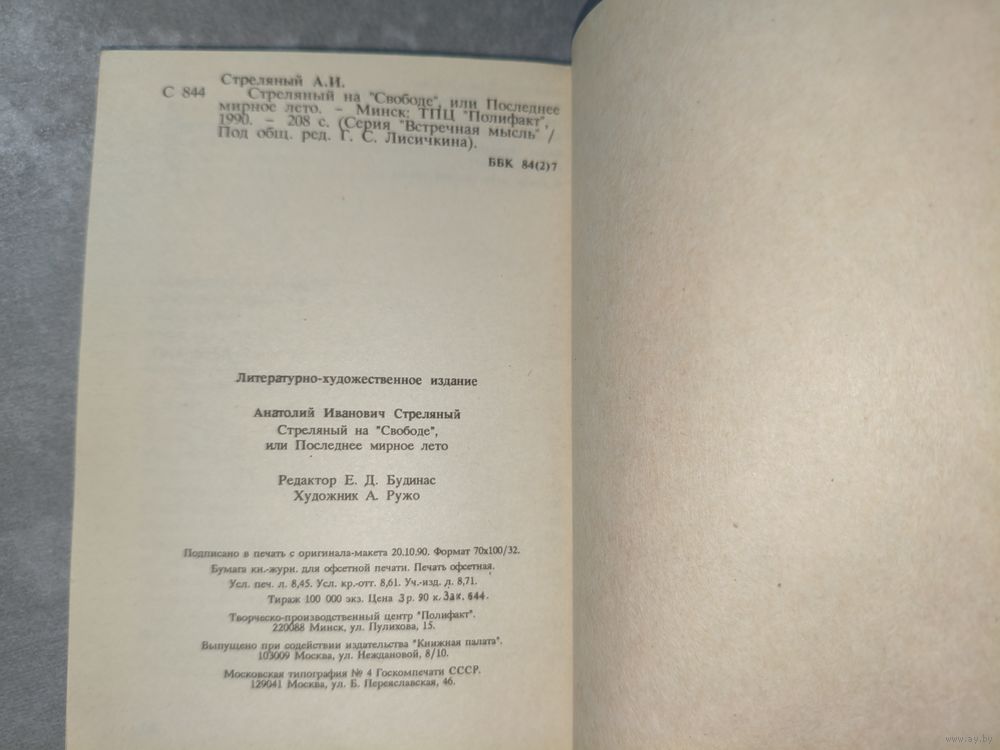 Стреляный А.И.
С 844 Стреляный на "Свободе", или Последнее
мирное лето. – Минск: ТПЦ "Полифакт",
1990. – 208 с. (Серия "Встречная мысль" /
Под общ. ред. Г. С. Лисичкина).
ББК 84(2)7
Литературно-художественное издание
Анатолий Иванович Стреляный
Стреляный на "Свободе",
или Последнее мирное лето
Редактор Е. Д. Будинас
Художник А. Ружо
Подписано в печать с оригинала-макета 20.10.90. Формат 70х100/32.
Бумага кн.-журн. для офсетной печати. Печать офсетная.
Усл. печ. л. 8,45. Усл. кр.-отт. 8,61. Уч.-изд. л. 8,71.
Тираж 100 000 экз. Цена 3 р. 90 к. Зак. 644.
Творческо-производственный центр "Полифакт".
220088 Минск, ул. Пулихова, 15.
Выпущено при содействии издательства "Книжная палата".
103009 Москва, ул. Неждановой, 8/10.
Московская типография № 4 Госкомпечати СССР.
129041 Москва, ул. Б. Переяславская, 46.
www.ay.by